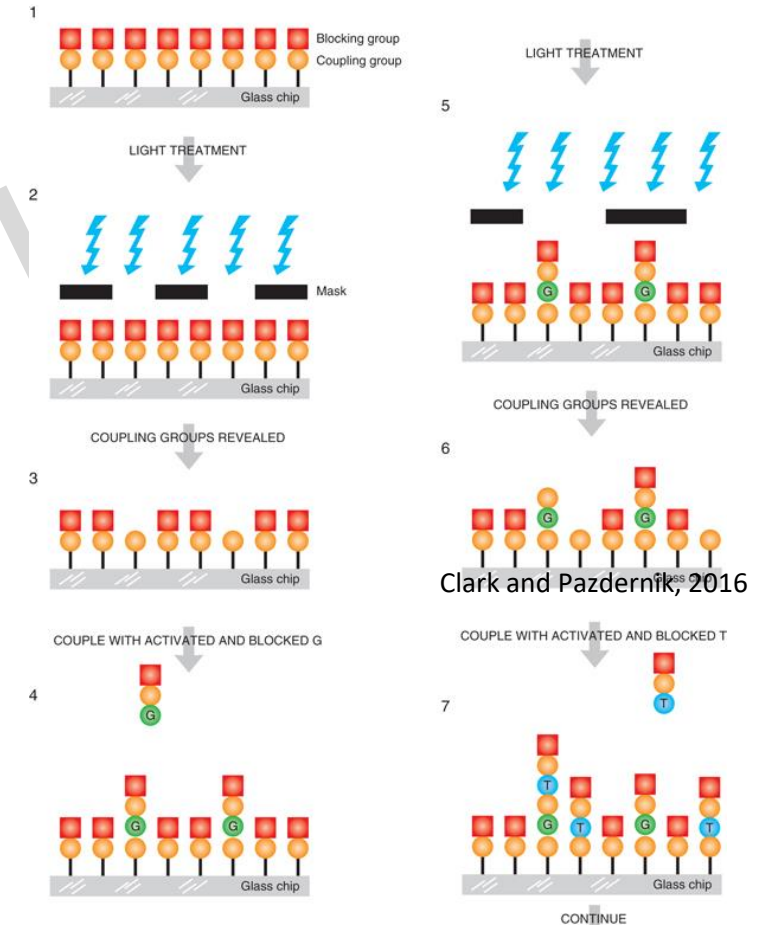 1
Blocking group
Coupling group
Glass chip
LIGHT TREATMENT
2
Mask
Glass chip
COUPLING GROUPS REVEALED
3
Glass chip
COUPLE WITH ACTIVATED AND BLOCKED G
G
4
G
G
Glass chip
LIGHT TREATMENT
5
G
G
Glass chip
COUPLING GROUPS REVEALED
6
G
G
Glass chip
Clark and Pazdernik, 2016
COUPLE WITH ACTIVATED AND BLOCKED T
T
7
T
G
T
G
T
Glass chip
CONTINUE